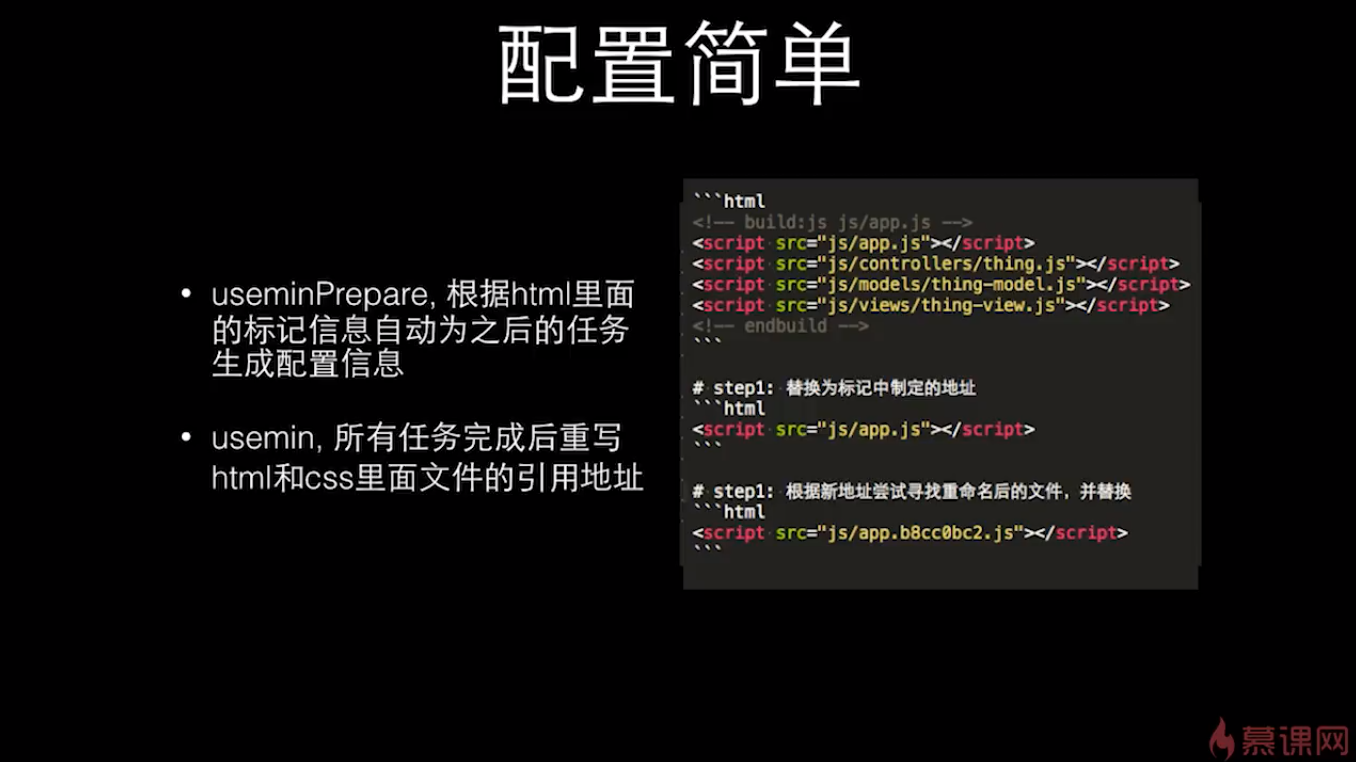 配置简单
• useminPrepare, 根据html里面
的标记信息自动为之后的任务
生成配置信息
• usemin, 所有任务完成后重写
html和css里面文件的引用地址
```html
<!-- build:js js/app.js -->
<script src="js/app.js"></script>
<script src="js/controllers/thing.js"></script>
<script src="js/models/thing-model.js"></script>
<script src="js/views/thing-view.js"></script>
<!-- endbuild -->
```
# step1: 替换为标记中制定的地址
```html
<script src="js/app.js"></script>
```
# step1: 根据新地址尝试寻找重命名后的文件，并替换
```html
<script src="js/app.b8cc0bc2.js"></script>
```
慕课网